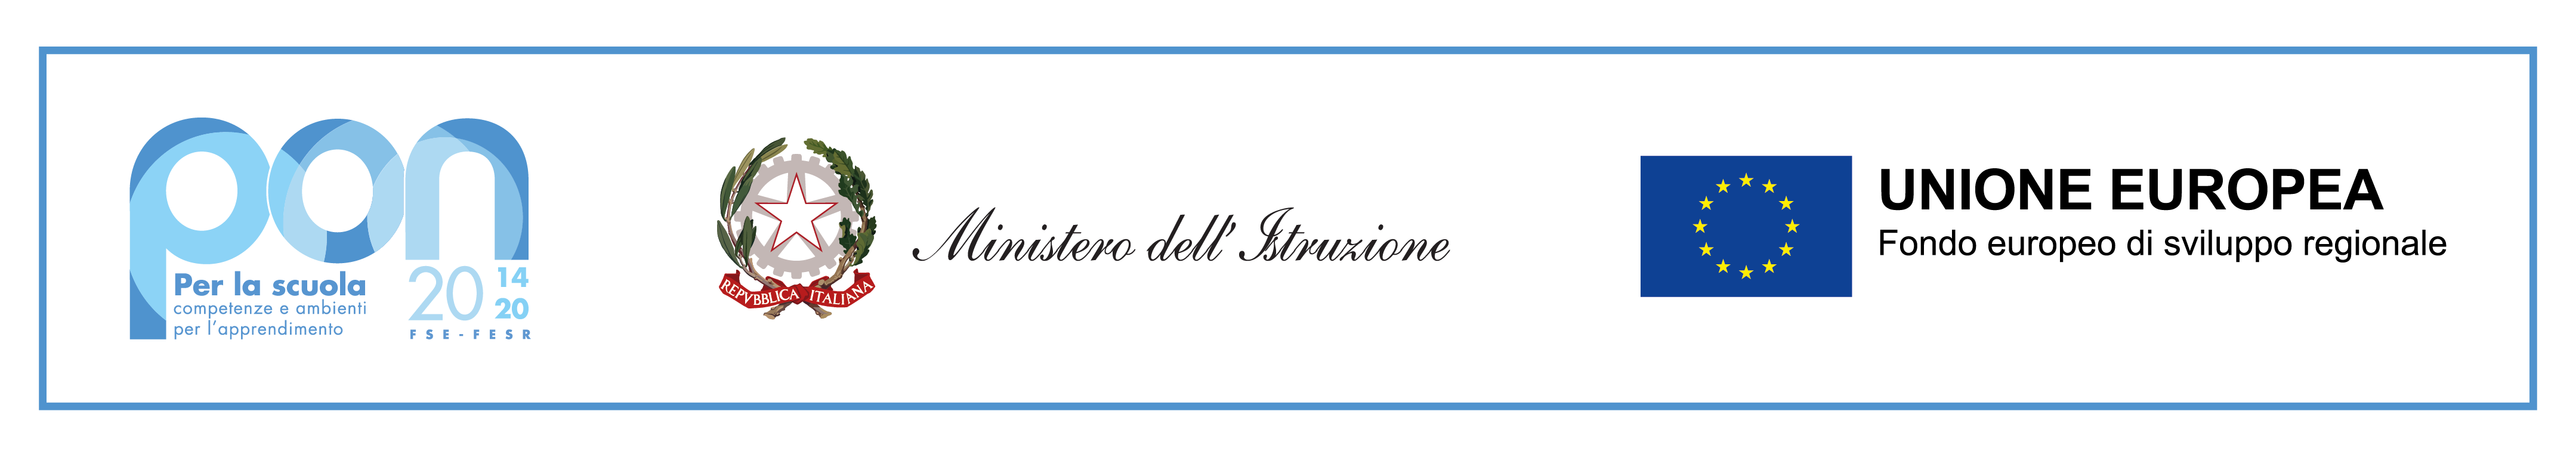 pon
Per la scuola
competenze e ambienti
per l'apprendimento
20 14
20
FSE-FESR
REPVBBLICA ITALIANA
Ministero dell'Istruzione
UNIONE EUROPEA
Fondo europeo di sviluppo regionale